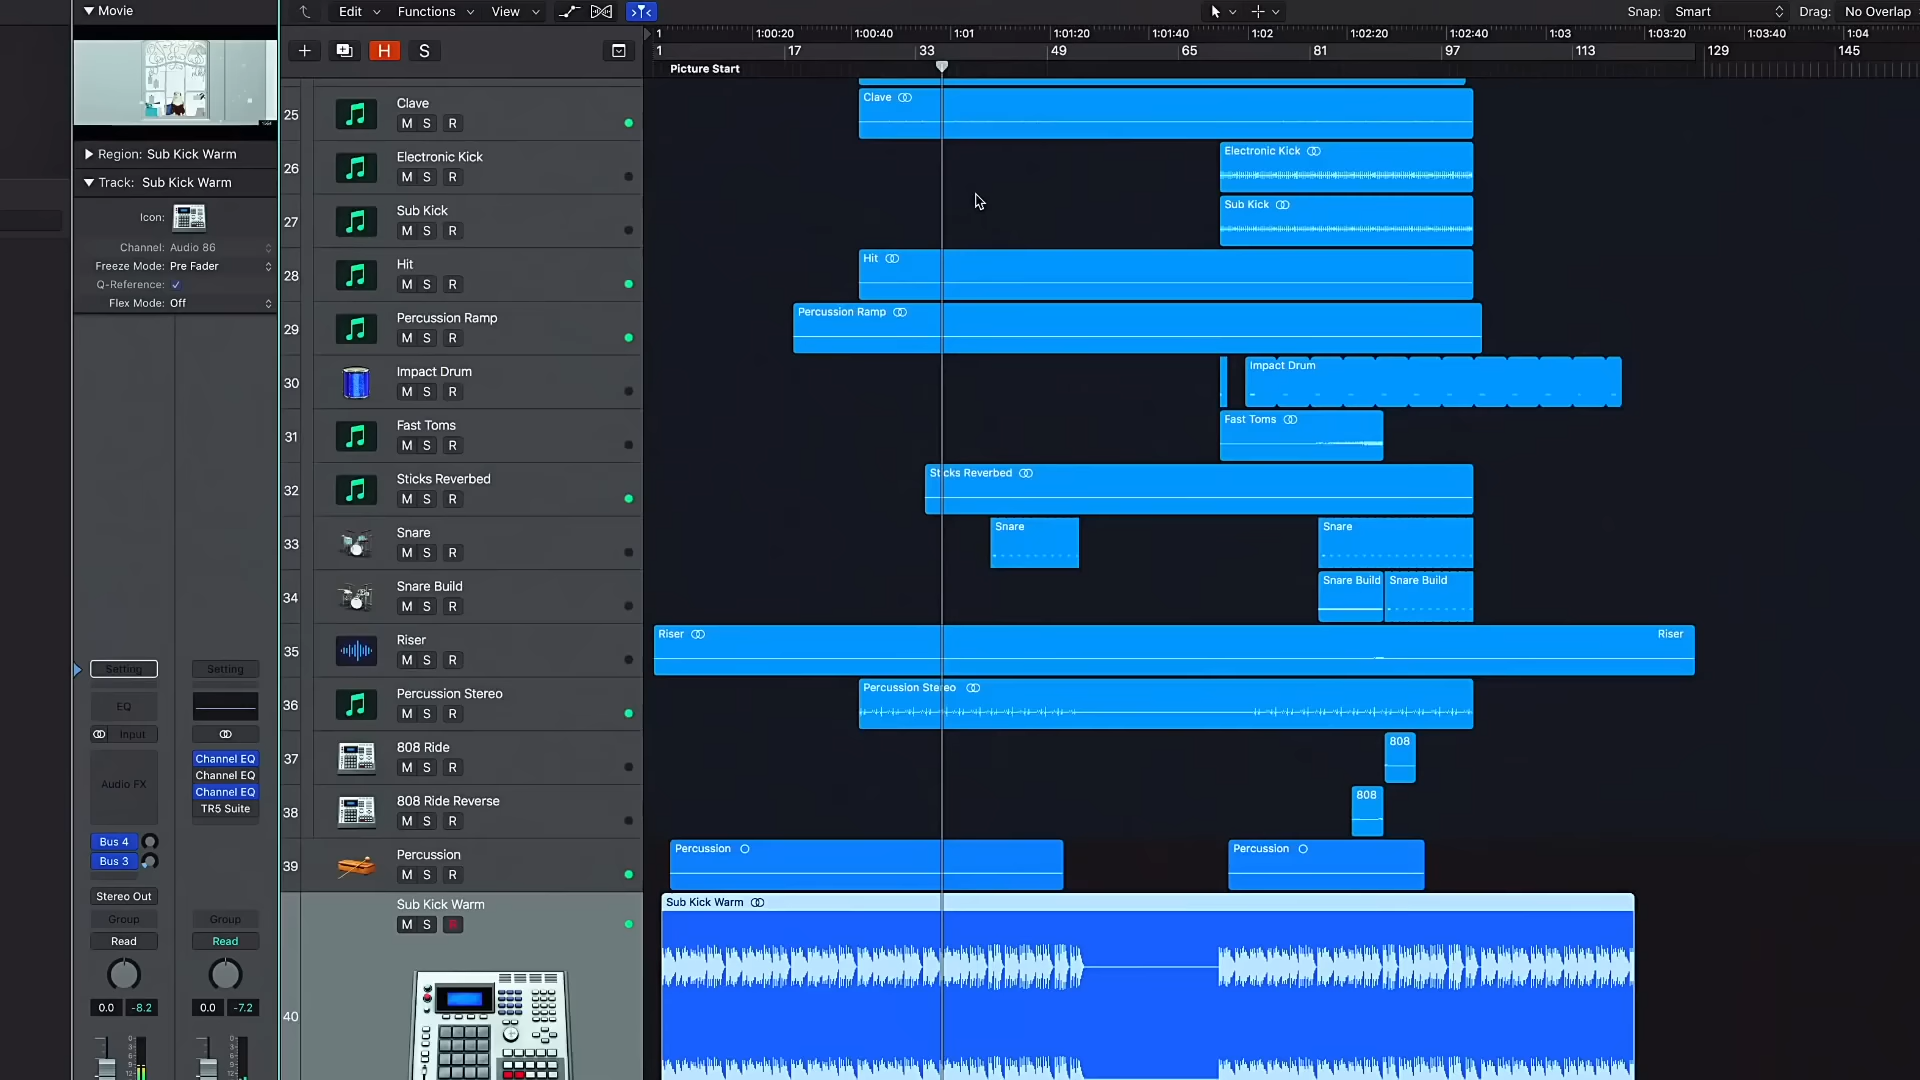 Movie
Edit Functions View
Snap: Smart Drag: No Overlap
1 1:00:20 1:00:40 1:01 1:01:20 1:01:40 1:02 1:02:20 1:02:40 1:03 1:03:20 1:03:40 1:04
1 17 33 49 65 81 97 113 129 145
H S
Picture Start
Region: Sub Kick Warm
Track: Sub Kick Warm
Icon:
Channel: Audio 86
Freeze Mode: Pre Fader
Q-Reference:
Flex Mode: Off
25 Clave M S R Clave
26 Electronic Kick M S R Electronic Kick
27 Sub Kick M S R Sub Kick
28 Hit M S R Hit
29 Percussion Ramp M S R Percussion Ramp
30 Impact Drum M S R Impact Drum
31 Fast Toms M S R Fast Toms
32 Sticks Reverbed M S R Sticks Reverbed
33 Snare M S R Snare Snare
34 Snare Build M S R Snare Build Snare Build
35 Riser M S R Riser Riser
36 Percussion Stereo M S R Percussion Stereo
37 808 Ride M S R 808
38 808 Ride Reverse M S R 808
39 Percussion M S R Percussion Percussion
40 Sub Kick Warm M S Sub Kick Warm
Setting Setting
EQ
Input
Audio FX
Channel EQ
Channel EQ
Channel EQ
TR5 Suite
Bus 4
Bus 3
Stereo Out
Group Group
Read Read
0.0 -8.2 0.0 -7.2